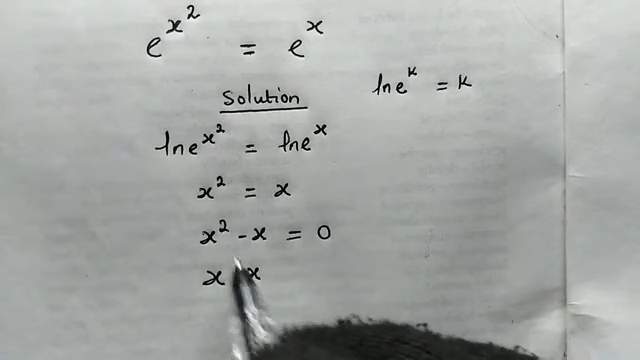 e^{x^2} = e^x
Solution
ln e^k = k
ln e^{x^2} = ln e^x
x^2 = x
x^2 - x = 0
x x